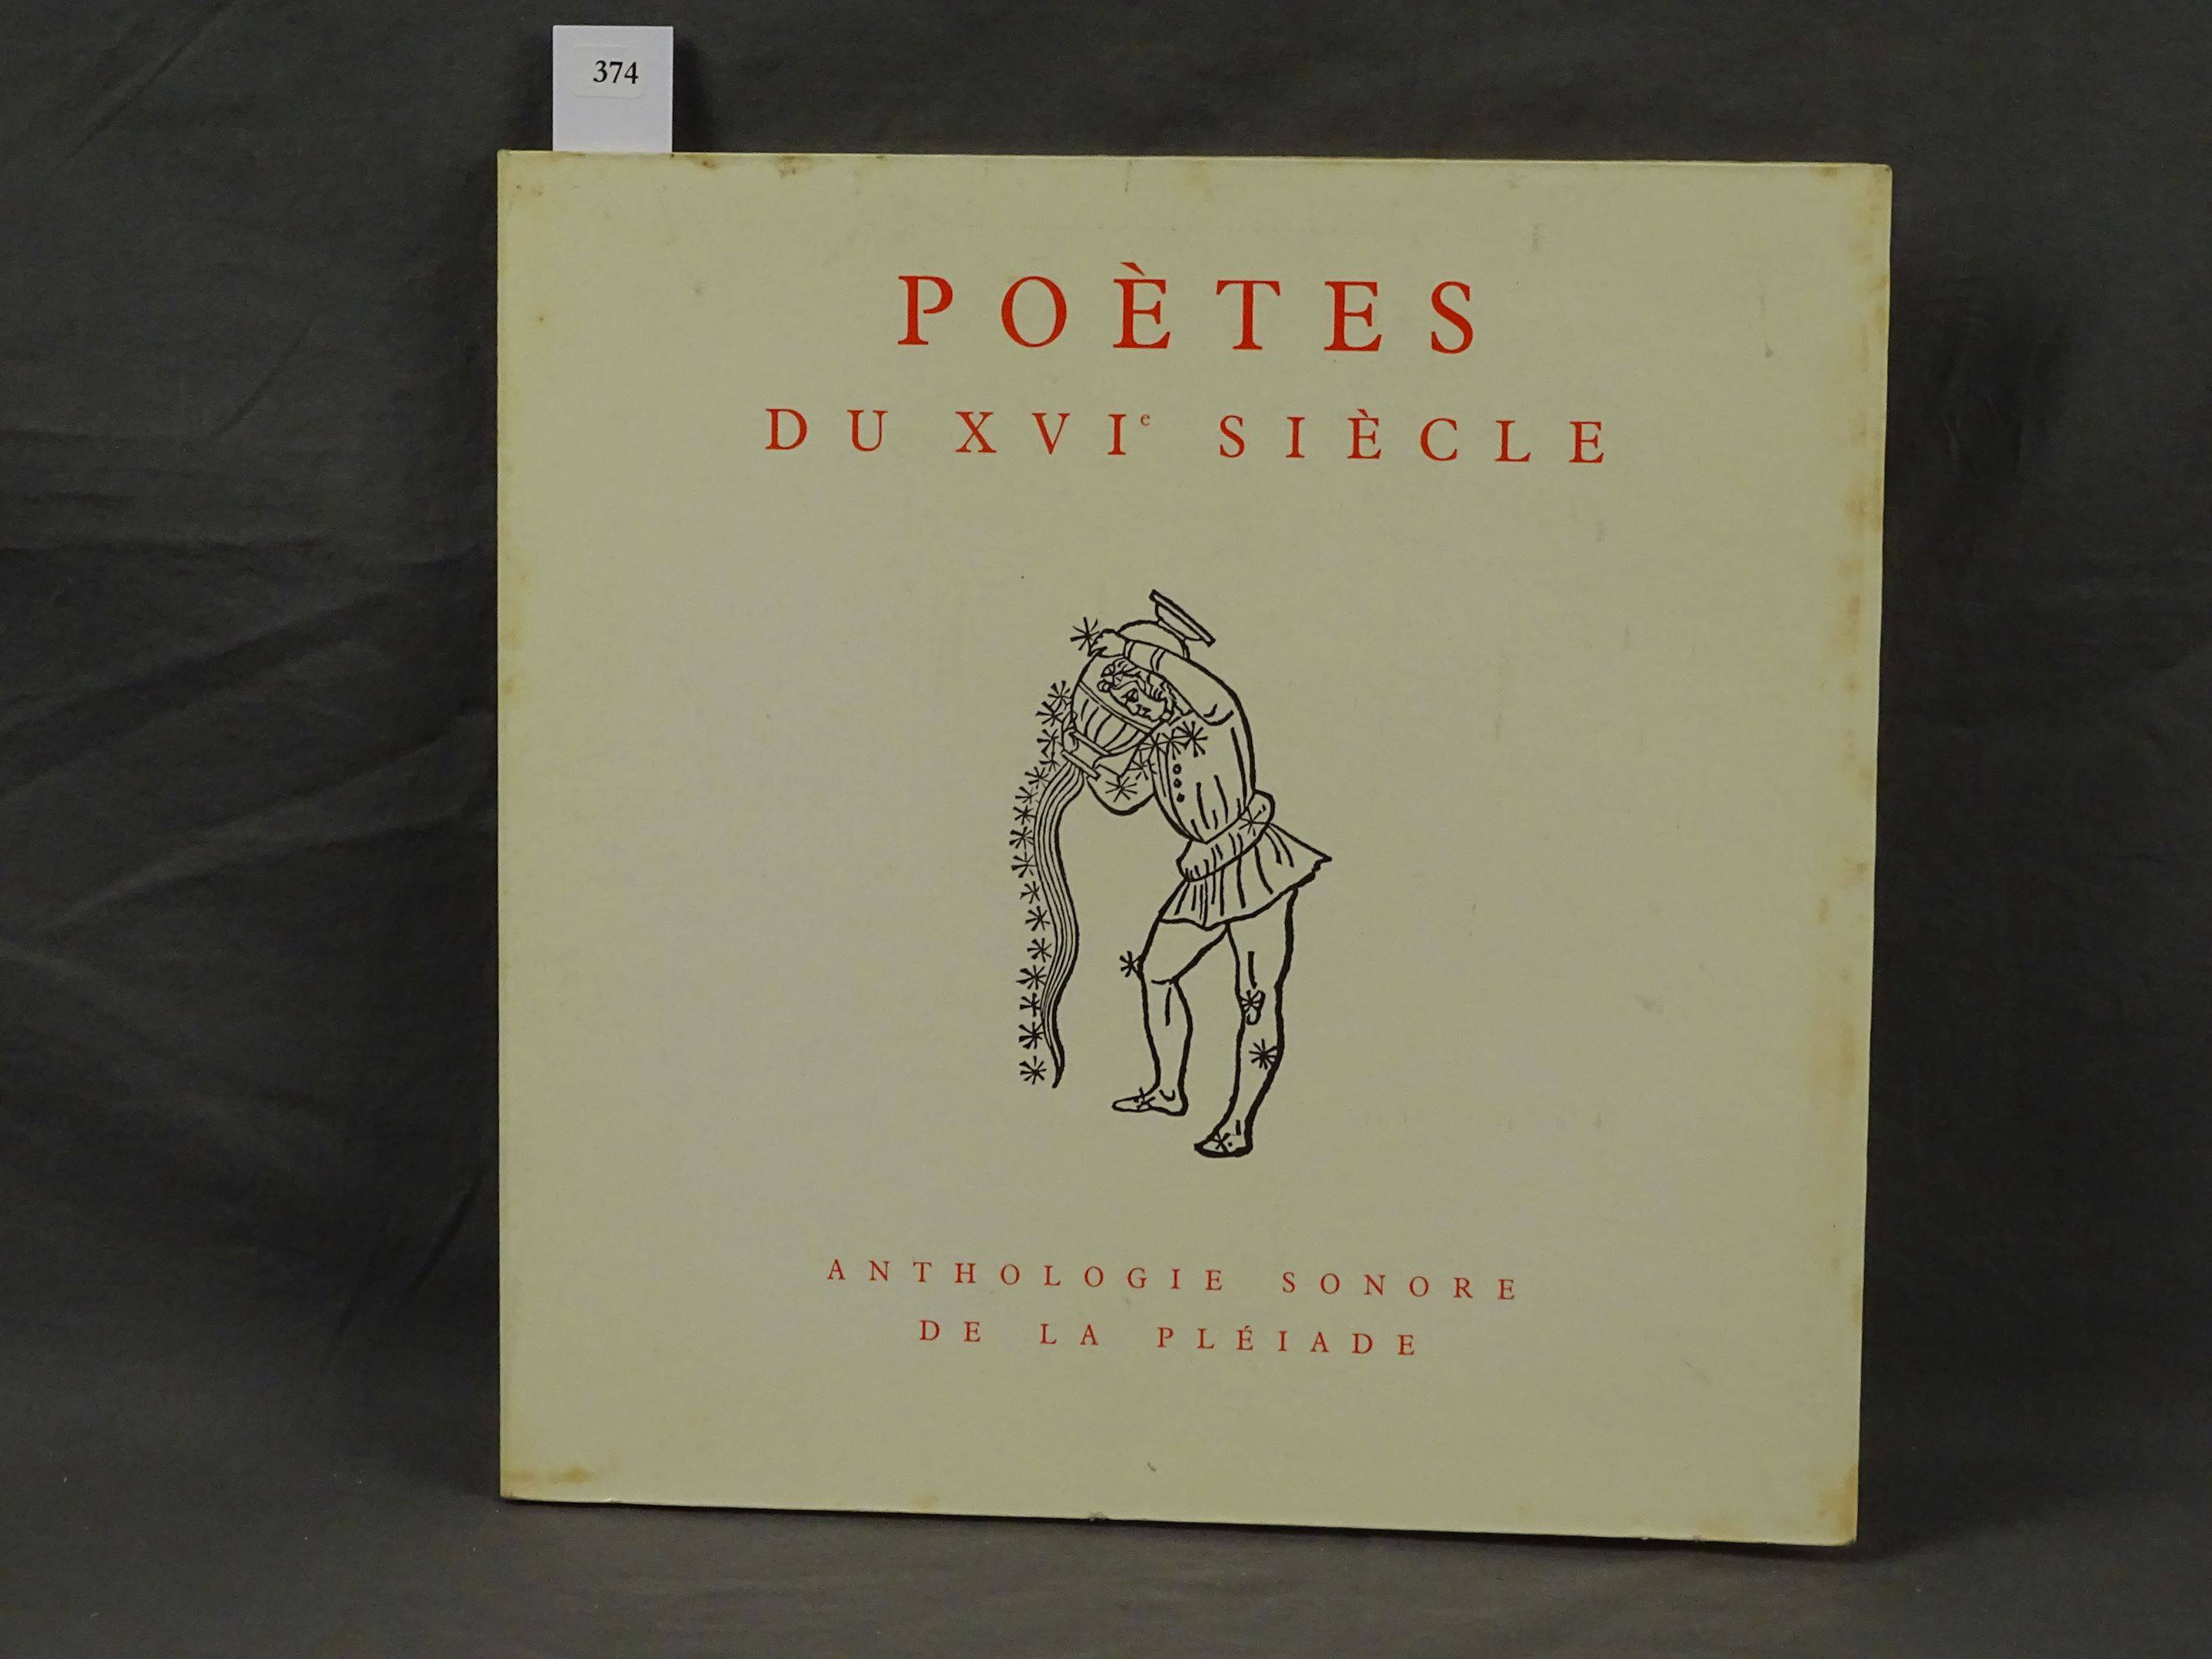 374
POÈTES
DU XVIe SIÈCLE
ANTHOLOGIE SONORE
DE LA PLÉIADE